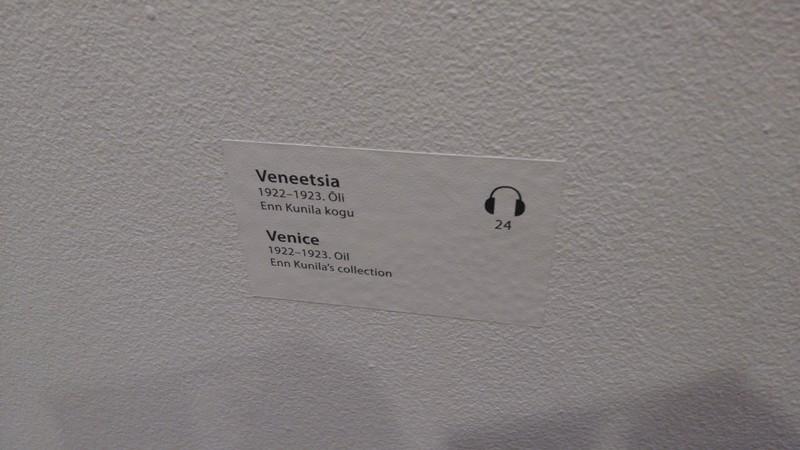 Veneetsia
1922–1923. Õli
Enn Kunila kogu
24
Venice
1922–1923. Oil
Enn Kunila's collection